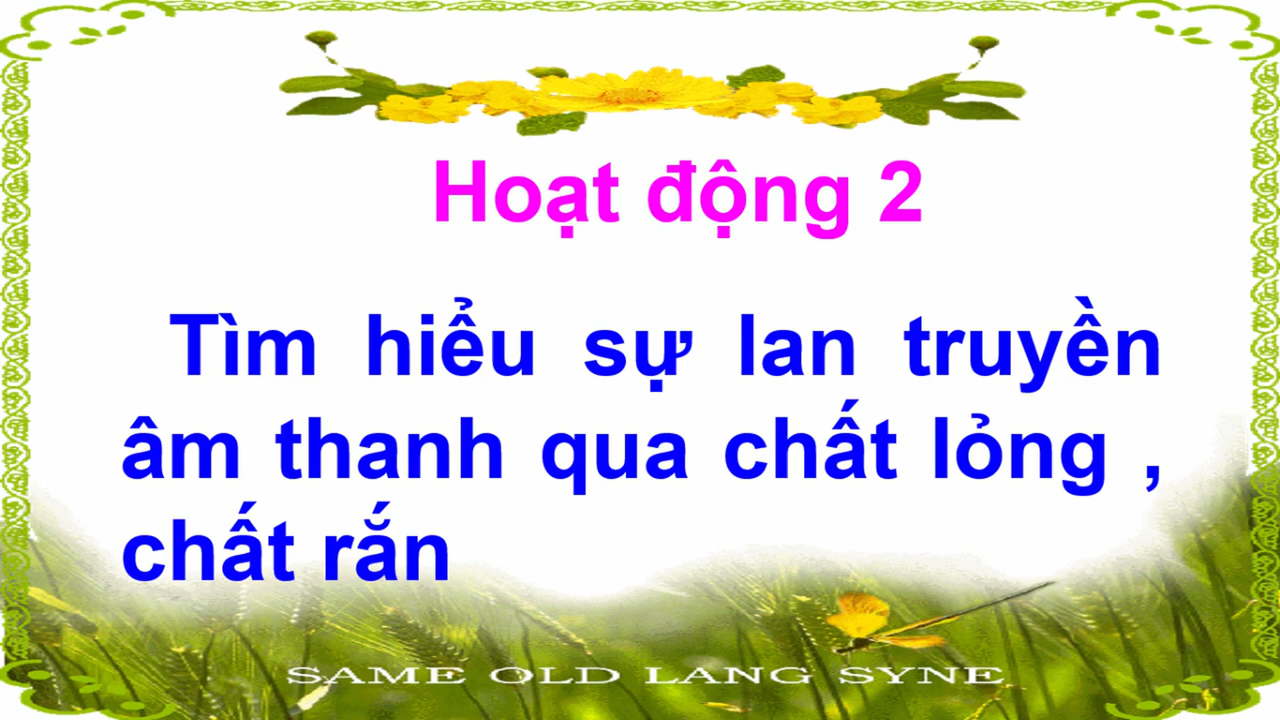 Hoạt động 2
Tìm hiểu sự lan truyền
âm thanh qua chất lỏng ,
chất rắn
SAME OLD LANG SYNE